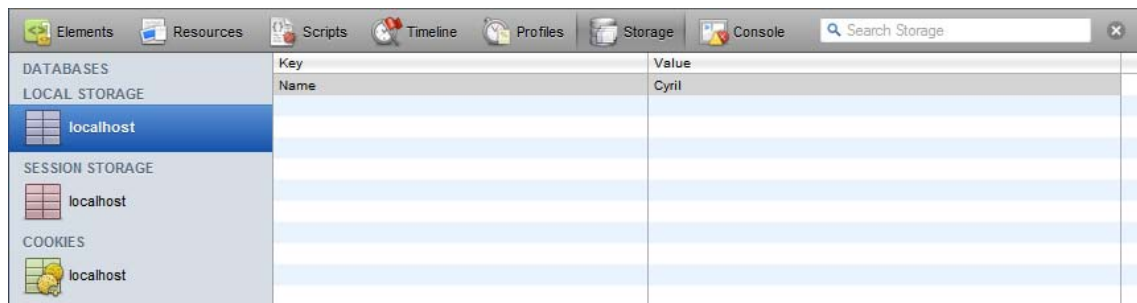 Elements Resources Scripts Timeline Profiles Storage Console Search Storage
DATABASES
LOCAL STORAGE
localhost
SESSION STORAGE
localhost
COOKIES
localhost
Key Value
Name Cyril